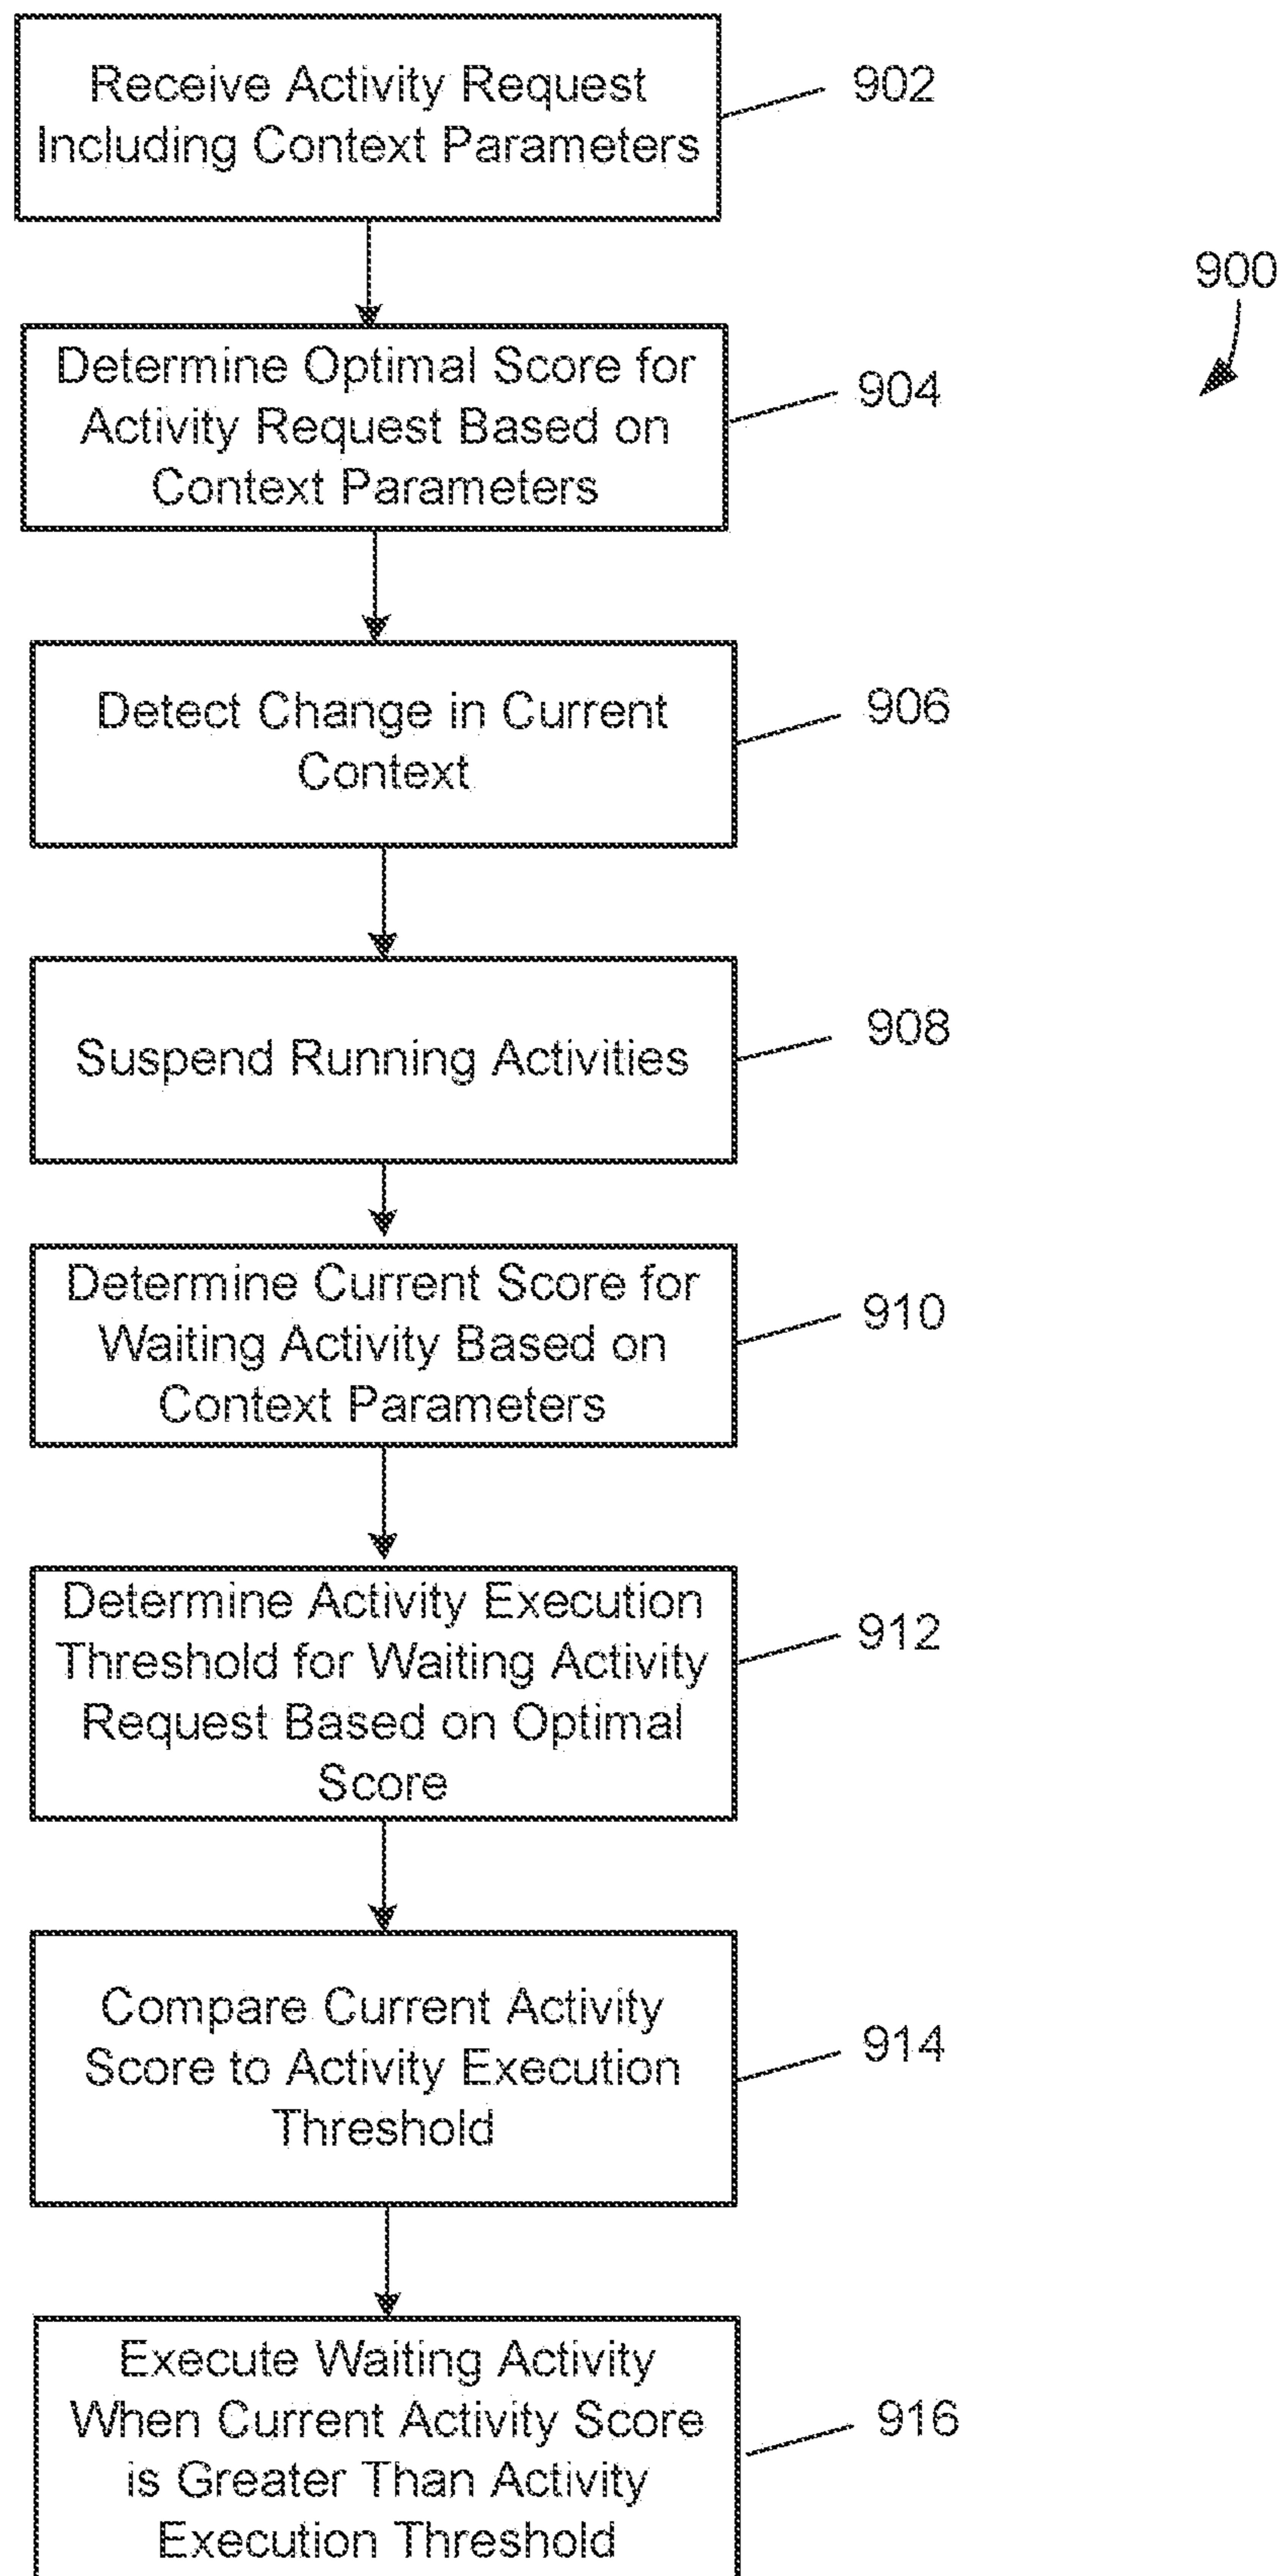 Receive Activity Request
Including Context Parameters
902
900
Determine Optimal Score for
Activity Request Based on
Context Parameters
904
Detect Change in Current
Context
906
Suspend Running Activities
908
Determine Current Score for
Waiting Activity Based on
Context Parameters
910
Determine Activity Execution
Threshold for Waiting Activity
Request Based on Optimal
Score
912
Compare Current Activity
Score to Activity Execution
Threshold
914
Execute Waiting Activity
When Current Activity Score
is Greater Than Activity
Execution Threshold
916